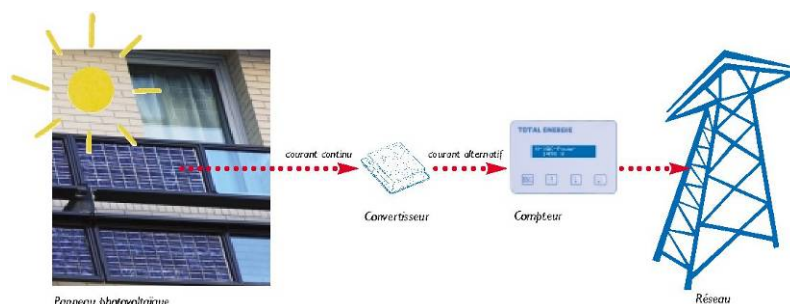 TOTAL ENERGIE
courant continu
courant alternatif
Convertisseur
Compteur
Panneau photovoltaïque
Réseau